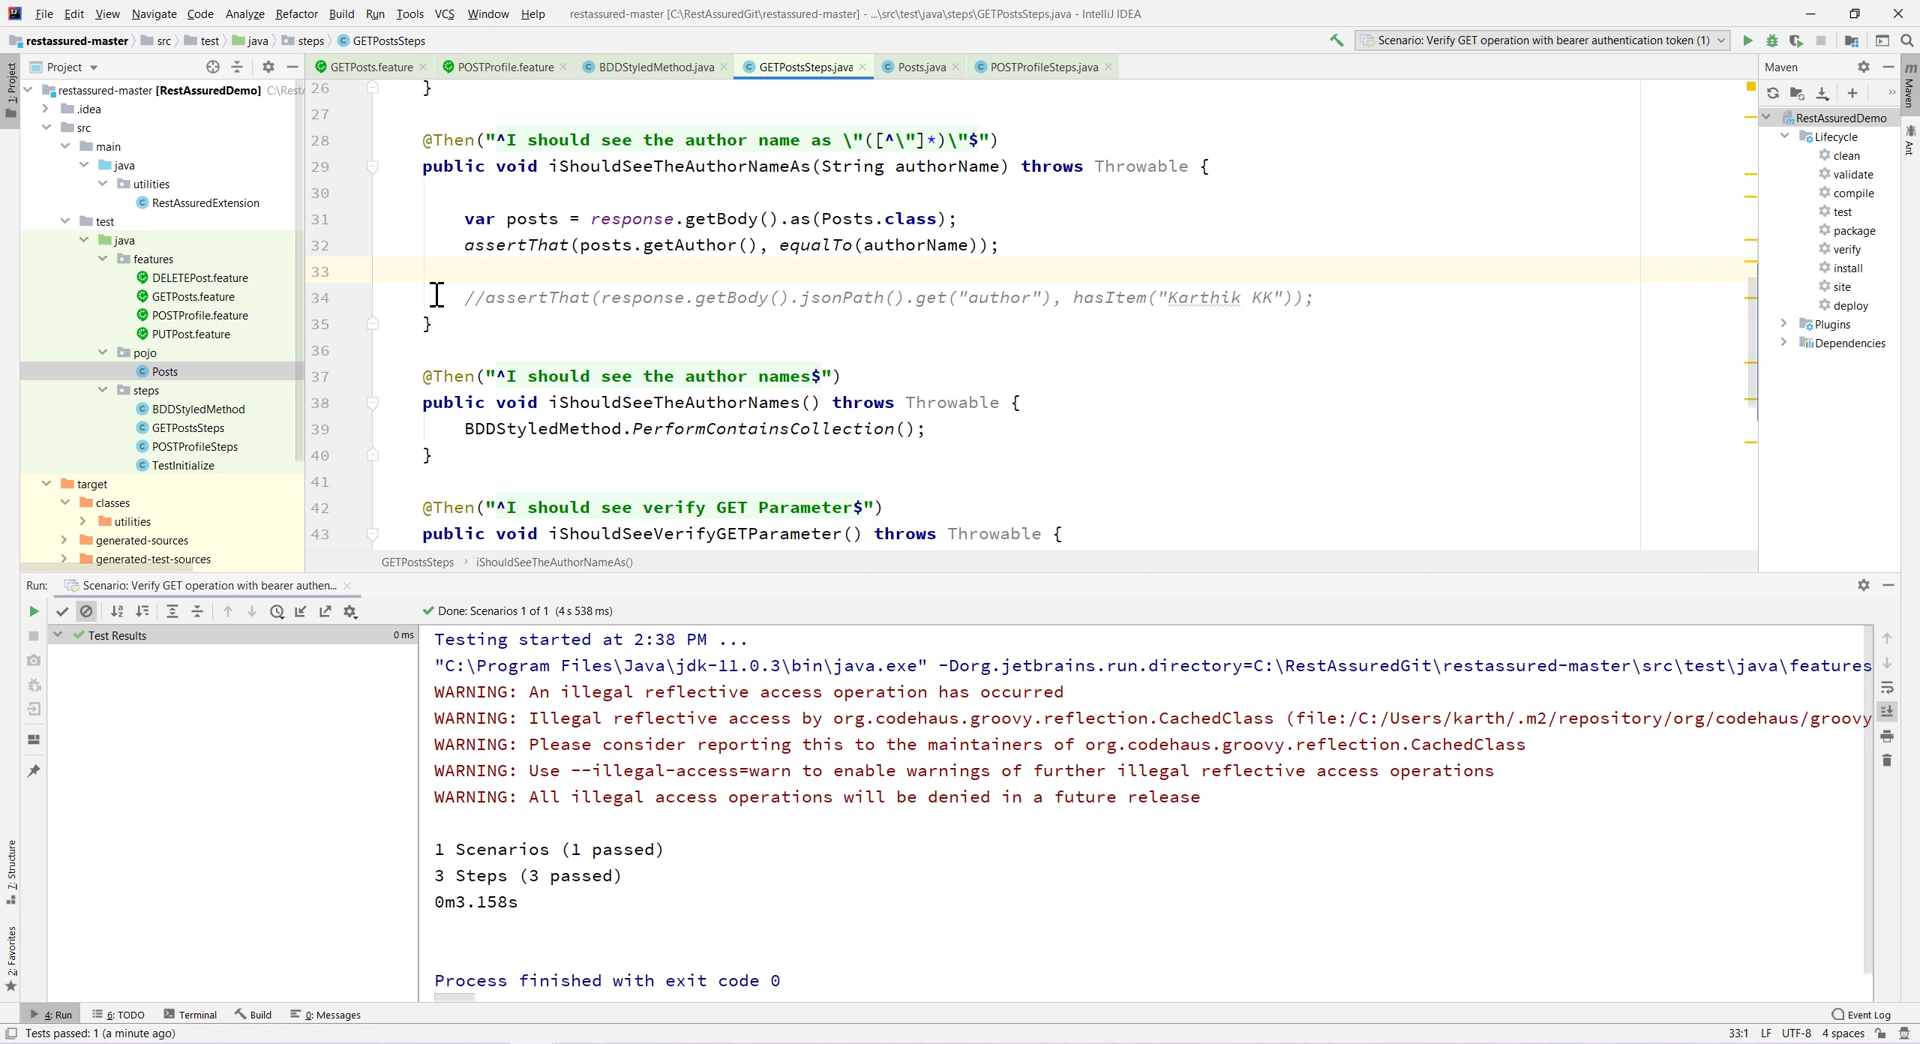 File Edit View Navigate Code Analyze Refactor Build Run Tools VCS Window Help restassured-master [C:\RestAssuredGit\restassured-master] - ...\src\test\java\steps\GETPostsSteps.java - IntelliJ IDEA
restassured-master src test java steps GETPostsSteps Scenario: Verify GET operation with bearer authentication token (1)
1: Project
Project
GETPosts.feature POSTProfile.feature BDDStyledMethod.java GETPostsSteps.java Posts.java POSTProfileSteps.java
restassured-master [RestAssuredDemo] C:\RestA
.idea
src
main
java
utilities
RestAssuredExtension
test
java
features
DELETEPost.feature
GETPosts.feature
POSTProfile.feature
PUTPost.feature
pojo
Posts
steps
BDDStyledMethod
GETPostsSteps
POSTProfileSteps
TestInitialize
target
classes
utilities
generated-sources
generated-test-sources
26 }
27
28 @Then("^I should see the author name as \"([^\"]*)\"$")
29 public void iShouldSeeTheAuthorNameAs(String authorName) throws Throwable {
30
31 var posts = response.getBody().as(Posts.class);
32 assertThat(posts.getAuthor(), equalTo(authorName));
33
34 //assertThat(response.getBody().jsonPath().get("author"), hasItem("Karthik KK"));
35 }
36
37 @Then("^I should see the author names$")
38 public void iShouldSeeTheAuthorNames() throws Throwable {
39 BDDStyledMethod.PerformContainsCollection();
40 }
41
42 @Then("^I should see verify GET Parameter$")
43 public void iShouldSeeVerifyGETParameter() throws Throwable {
GETPostsSteps iShouldSeeTheAuthorNameAs()
Maven
RestAssuredDemo
Lifecycle
clean
validate
compile
test
package
verify
install
site
deploy
Plugins
Dependencies
Maven
Ant
Run: Scenario: Verify GET operation with bearer authen...
Done: Scenarios 1 of 1 (4 s 538 ms)
Test Results 0 ms
Testing started at 2:38 PM ...
"C:\Program Files\Java\jdk-11.0.3\bin\java.exe" -Dorg.jetbrains.run.directory=C:\RestAssuredGit\restassured-master\src\test\java\features
WARNING: An illegal reflective access operation has occurred
WARNING: Illegal reflective access by org.codehaus.groovy.reflection.CachedClass (file:/C:/Users/karth/.m2/repository/org/codehaus/groovy
WARNING: Please consider reporting this to the maintainers of org.codehaus.groovy.reflection.CachedClass
WARNING: Use --illegal-access=warn to enable warnings of further illegal reflective access operations
WARNING: All illegal access operations will be denied in a future release
1 Scenarios (1 passed)
3 Steps (3 passed)
0m3.158s
Process finished with exit code 0
7: Structure
2: Favorites
4: Run 6: TODO Terminal Build 0: Messages Event Log
Tests passed: 1 (a minute ago) 33:1 LF UTF-8 4 spaces